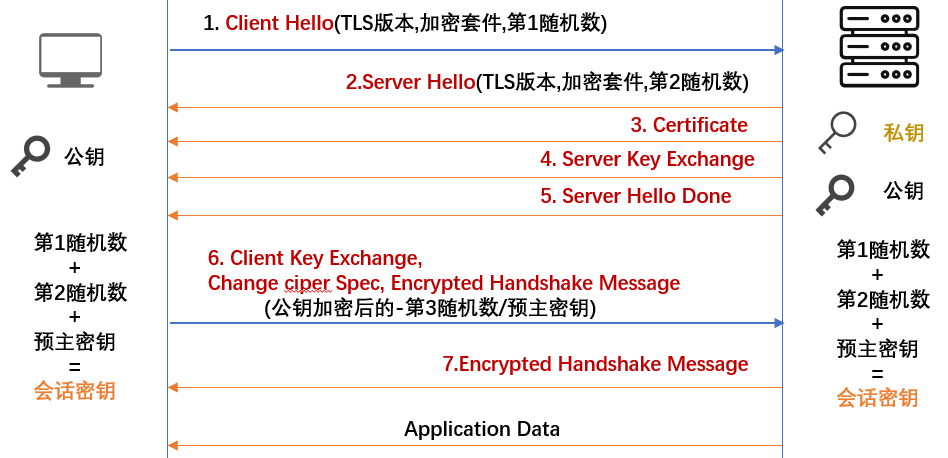 1. Client Hello(TLS版本,加密套件,第1随机数)
2.Server Hello(TLS版本,加密套件,第2随机数)
3. Certificate
4. Server Key Exchange
5. Server Hello Done
公钥
私钥
公钥
第1随机数
+
第2随机数
+
预主密钥
=
会话密钥
6. Client Key Exchange,
Change ciper Spec, Encrypted Handshake Message
(公钥加密后的-第3随机数/预主密钥)
7.Encrypted Handshake Message
Application Data
第1随机数
+
第2随机数
+
预主密钥
=
会话密钥